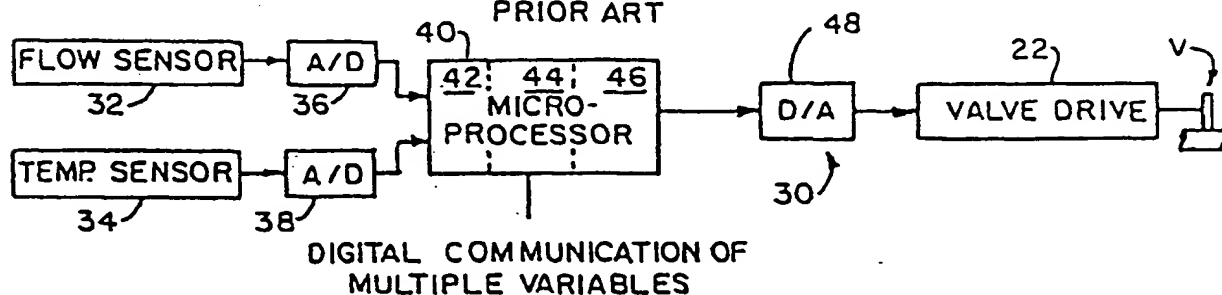 PRIOR ART
FLOW SENSOR
32
A/D
36
40
42 44 46
MICRO-
PROCESSOR
48
D/A
30
22
VALVE DRIVE
V
TEMP. SENSOR
34
A/D
38
DIGITAL COMMUNICATION OF
MULTIPLE VARIABLES